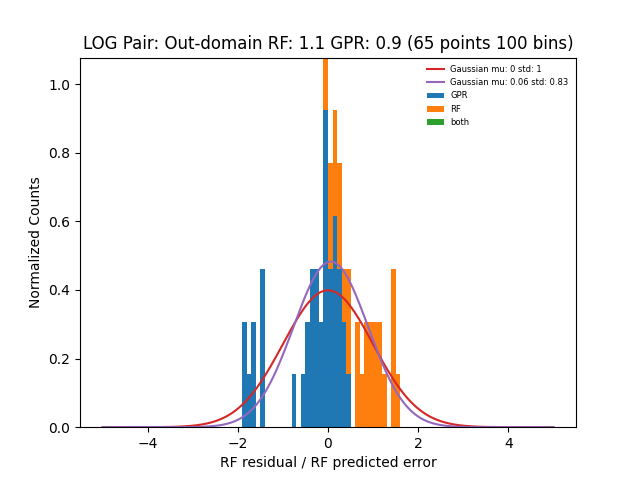 LOG Pair: Out-domain RF: 1.1 GPR: 0.9 (65 points 100 bins)
Gaussian mu: 0 std: 1
Gaussian mu: 0.06 std: 0.83
GPR
RF
both
Normalized Counts
1.0
0.8
0.6
0.4
0.2
0.0
−4
−2
0
2
4
RF residual / RF predicted error